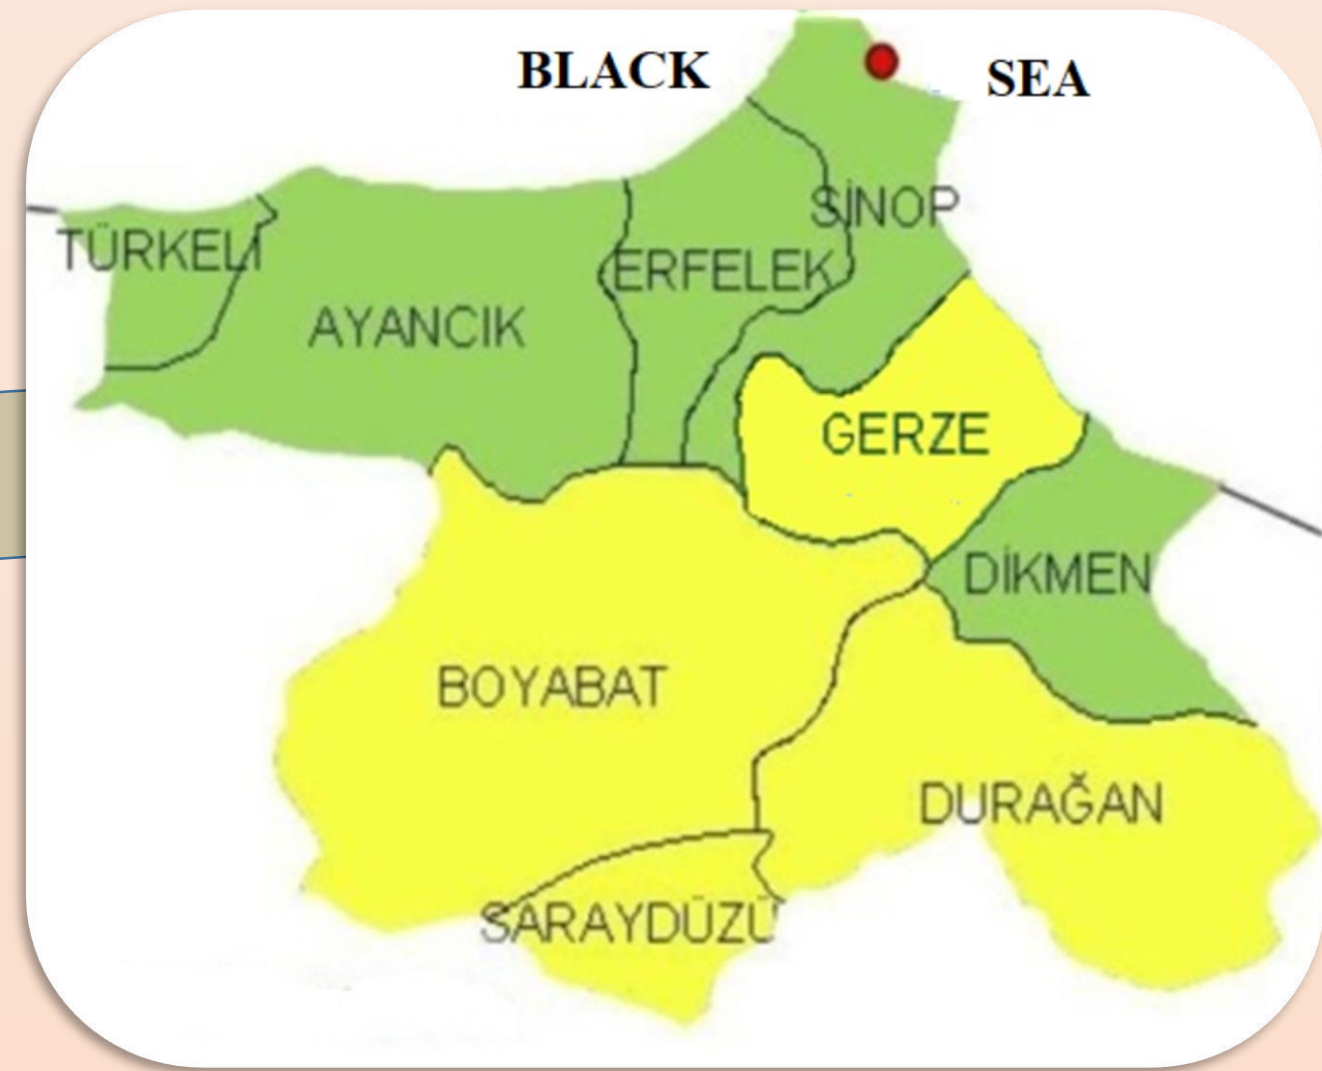 BLACK SEA
SİNOP
TÜRKELİ
ERFELEK
AYANCIK
GERZE
DİKMEN
BOYABAT
DURAĞAN
SARAYDÜZÜ